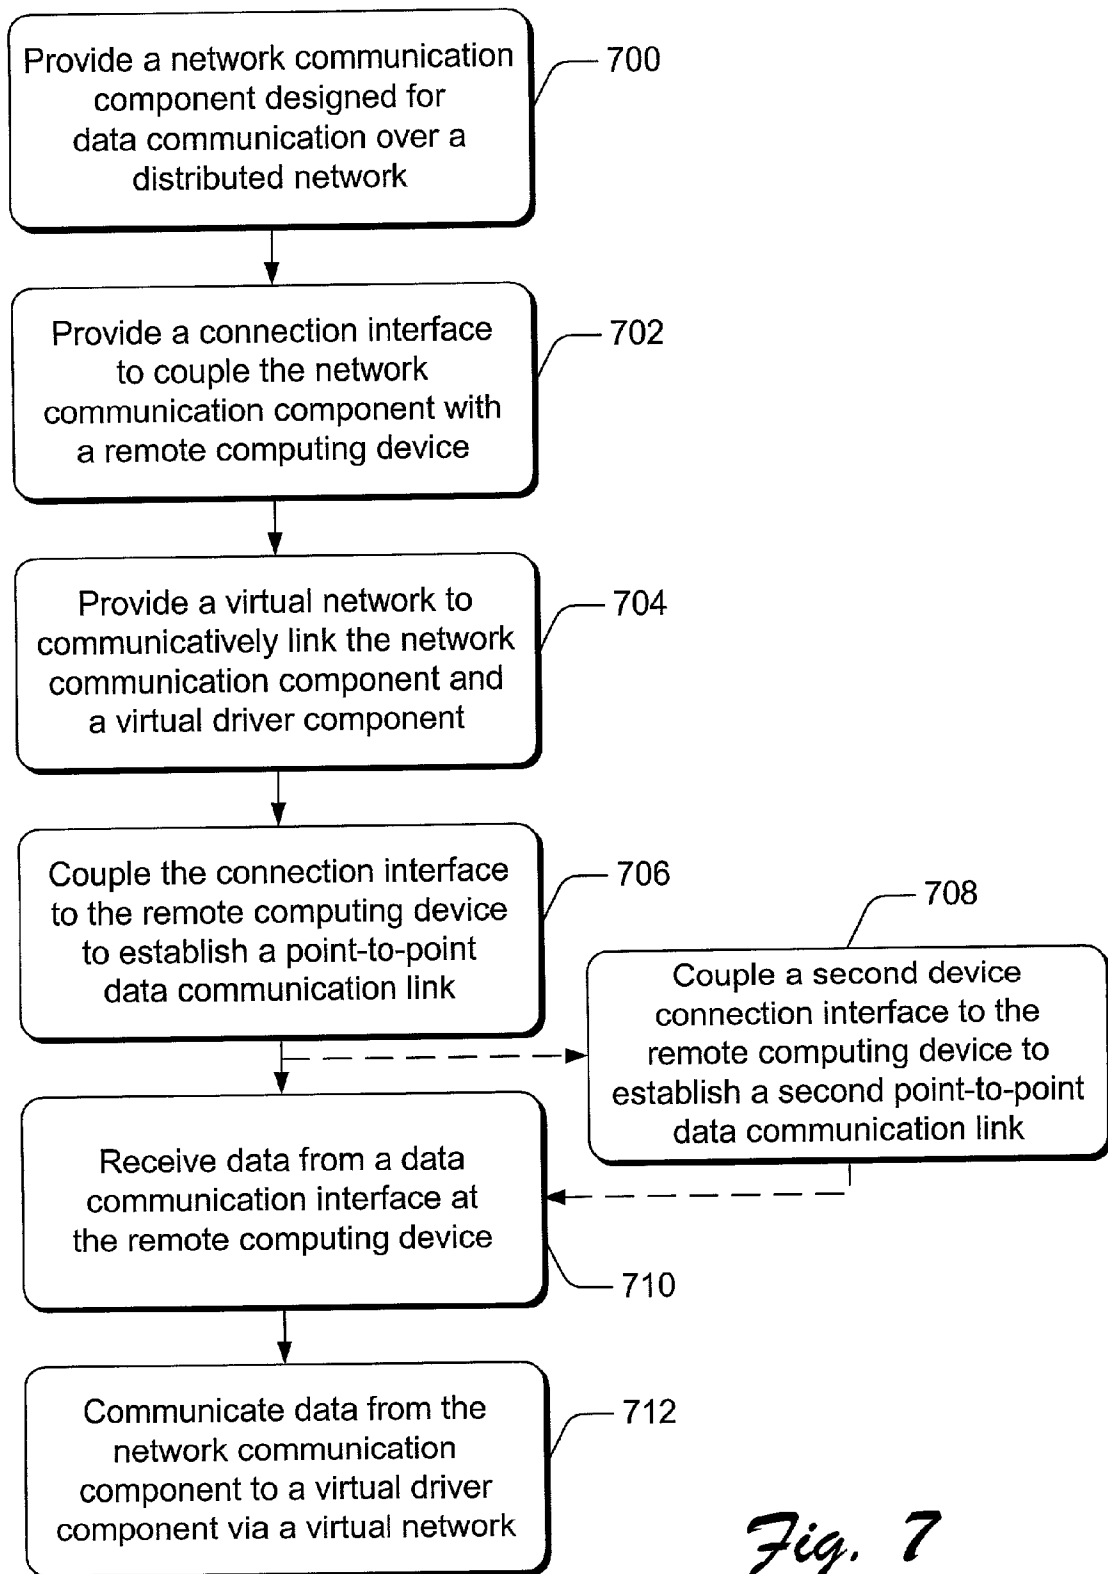 Provide a network communication
component designed for
data communication over a
distributed network
700
Provide a connection interface
to couple the network
communication component with
a remote computing device
702
Provide a virtual network to
communicatively link the network
communication component and
a virtual driver component
704
Couple the connection interface
to the remote computing device
to establish a point-to-point
data communication link
706
708
Couple a second device
connection interface to the
remote computing device to
establish a second point-to-point
data communication link
Receive data from a data
communication interface at
the remote computing device
710
Communicate data from the
network communication
component to a virtual driver
component via a virtual network
712
Fig. 7